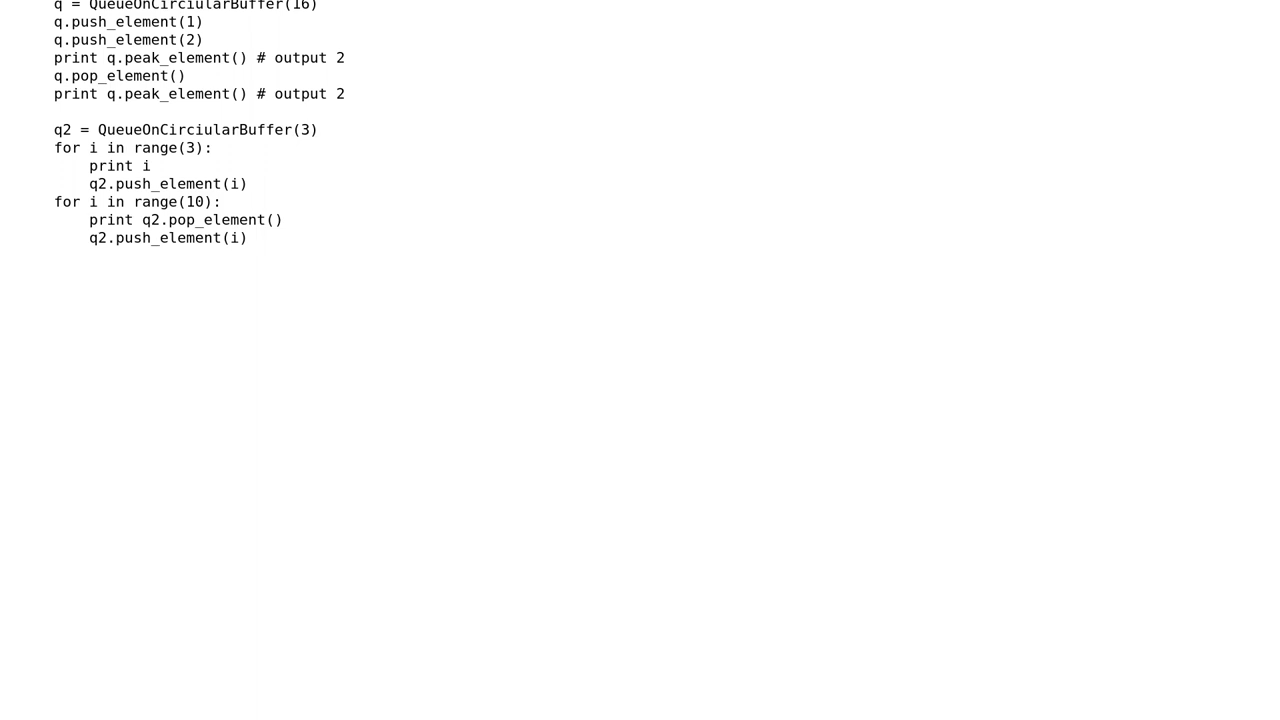 q = QueueOnCirciularBuffer(16)
q.push_element(1)
q.push_element(2)
print q.peak_element() # output 2
q.pop_element()
print q.peak_element() # output 2

q2 = QueueOnCirciularBuffer(3)
for i in range(3):
    print i
    q2.push_element(i)
for i in range(10):
    print q2.pop_element()
    q2.push_element(i)